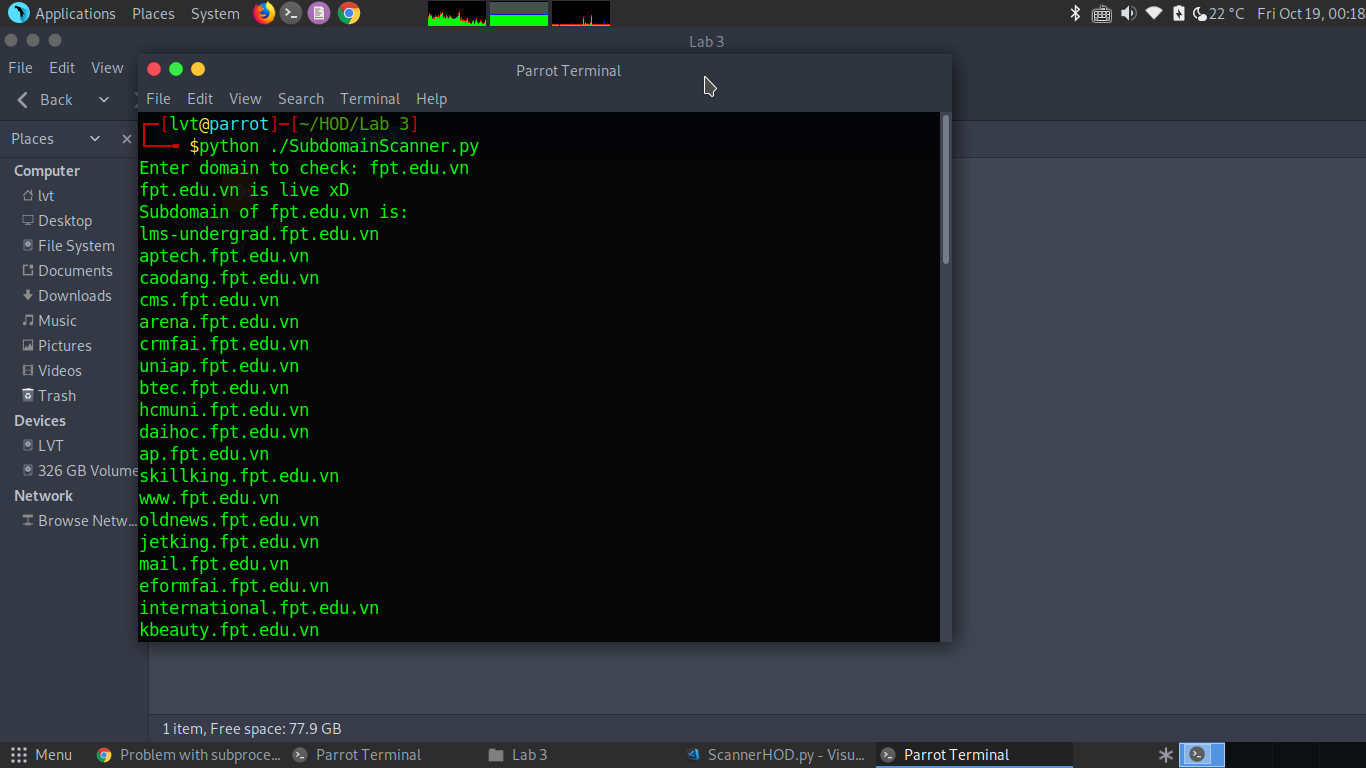 Applications Places System 22 °C Fri Oct 19, 00:18
Lab 3
File Edit View
Back
Places
Computer
lvt
Desktop
File System
Documents
Downloads
Music
Pictures
Videos
Trash
Devices
LVT
326 GB Volume
Network
Browse Netw...
Parrot Terminal
File Edit View Search Terminal Help
┌─[lvt@parrot]─[~/HOD/Lab 3]
└──╼ $python ./SubdomainScanner.py
Enter domain to check: fpt.edu.vn
fpt.edu.vn is live xD
Subdomain of fpt.edu.vn is:
lms-undergrad.fpt.edu.vn
aptech.fpt.edu.vn
caodang.fpt.edu.vn
cms.fpt.edu.vn
arena.fpt.edu.vn
crmfai.fpt.edu.vn
uniap.fpt.edu.vn
btec.fpt.edu.vn
hcmuni.fpt.edu.vn
daihoc.fpt.edu.vn
ap.fpt.edu.vn
skillking.fpt.edu.vn
www.fpt.edu.vn
oldnews.fpt.edu.vn
jetking.fpt.edu.vn
mail.fpt.edu.vn
eformfai.fpt.edu.vn
international.fpt.edu.vn
kbeauty.fpt.edu.vn
1 item, Free space: 77.9 GB
Menu Problem with subproce... Parrot Terminal Lab 3 ScannerHOD.py - Visu... Parrot Terminal